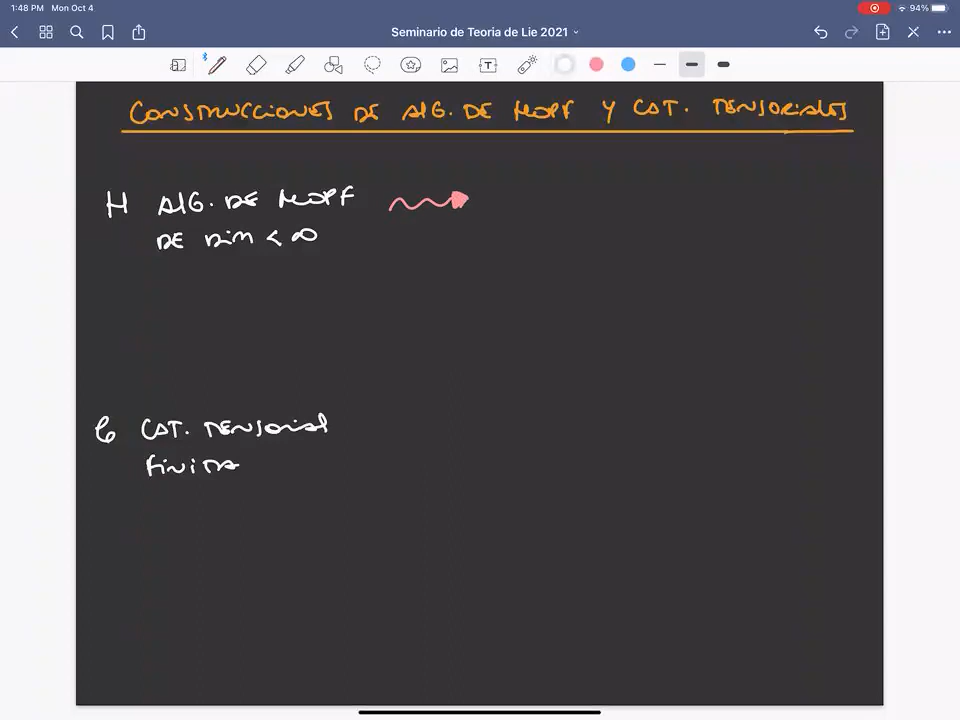 1:48 PM Mon Oct 4
94%
Seminario de Teoria de Lie 2021
T
CONSTRUCCIONES DE ALG. DE HOPF Y CAT. TENSORIALES
H ALG. DE HOPF
DE DIM < ∞
C CAT. TENSORIAL
FINITA